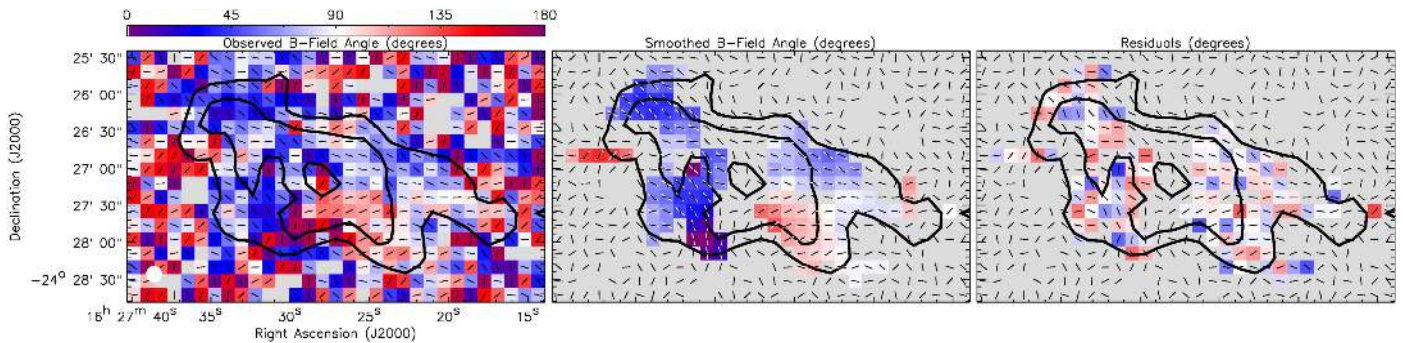 0 45 90 135 180
Observed B-Field Angle (degrees) Smoothed B-Field Angle (degrees) Residuals (degrees)
25' 30"
26' 00"
26' 30"
27' 00"
27' 30"
28' 00"
-24° 28' 30"
Declination (J2000)
16h 27m 40s 35s 30s 25s 20s 15s
Right Ascension (J2000)